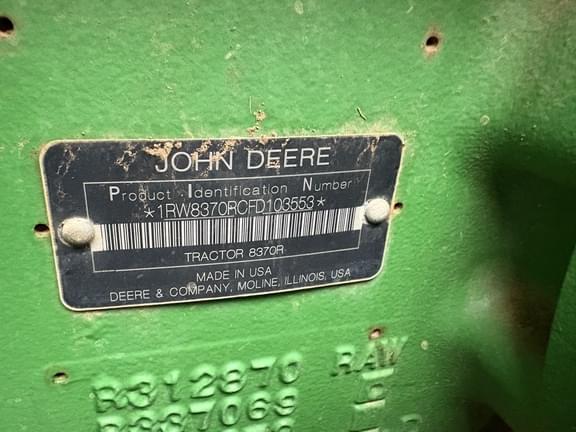 JOHN DEERE
Product Identification Number
*1RW8370RCFD103553*
TRACTOR 8370R
MADE IN USA
DEERE & COMPANY, MOLINE, ILLINOIS, USA
R312870 RAW